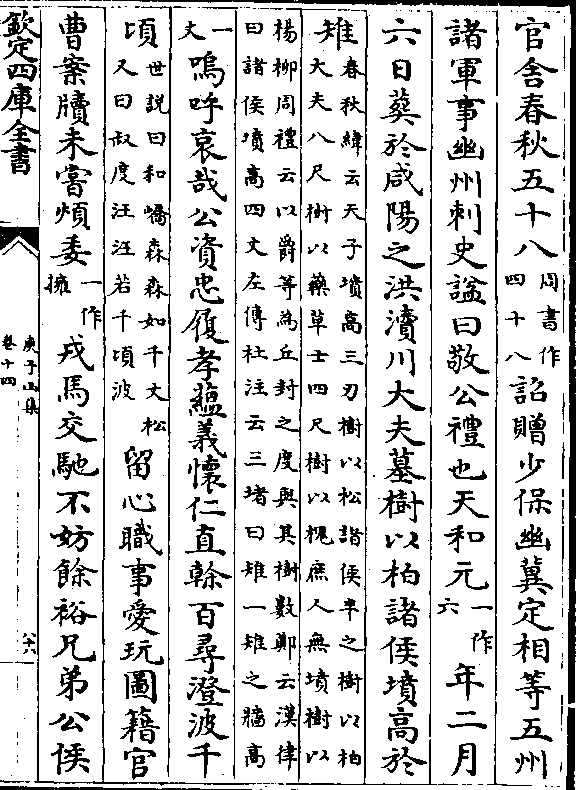 官舍春秋五十八周書作四十八詔贈少保幽冀定相等五州
諸軍事幽州刺史諡曰敬公禮也天和元一作六年二月
六日葬於咸陽之洪瀆川大夫墓樹以柏諸侯墳高於
雉春秋緯云天子墳高三刃樹以松諸侯半之樹以柏
大夫八尺樹以藥草士四尺樹以槐庶人無墳樹以
楊柳周禮云以爵等為丘封之度與其樹數鄭云漢律
曰諸侯墳高四丈左傳杜注云三堵曰雉一雉之牆高
一丈嗚呼哀哉公資忠履孝蘊義懷仁直榦百尋澄波千
頃世說曰和嶠森森如千丈松又曰叔度汪汪若千頃波留心職事愛玩圖籍官
曹案牘未嘗煩委一作擁戎馬交馳不妨餘裕兄弟公侯
欽定四庫全書
庾子山集
卷十四
六六